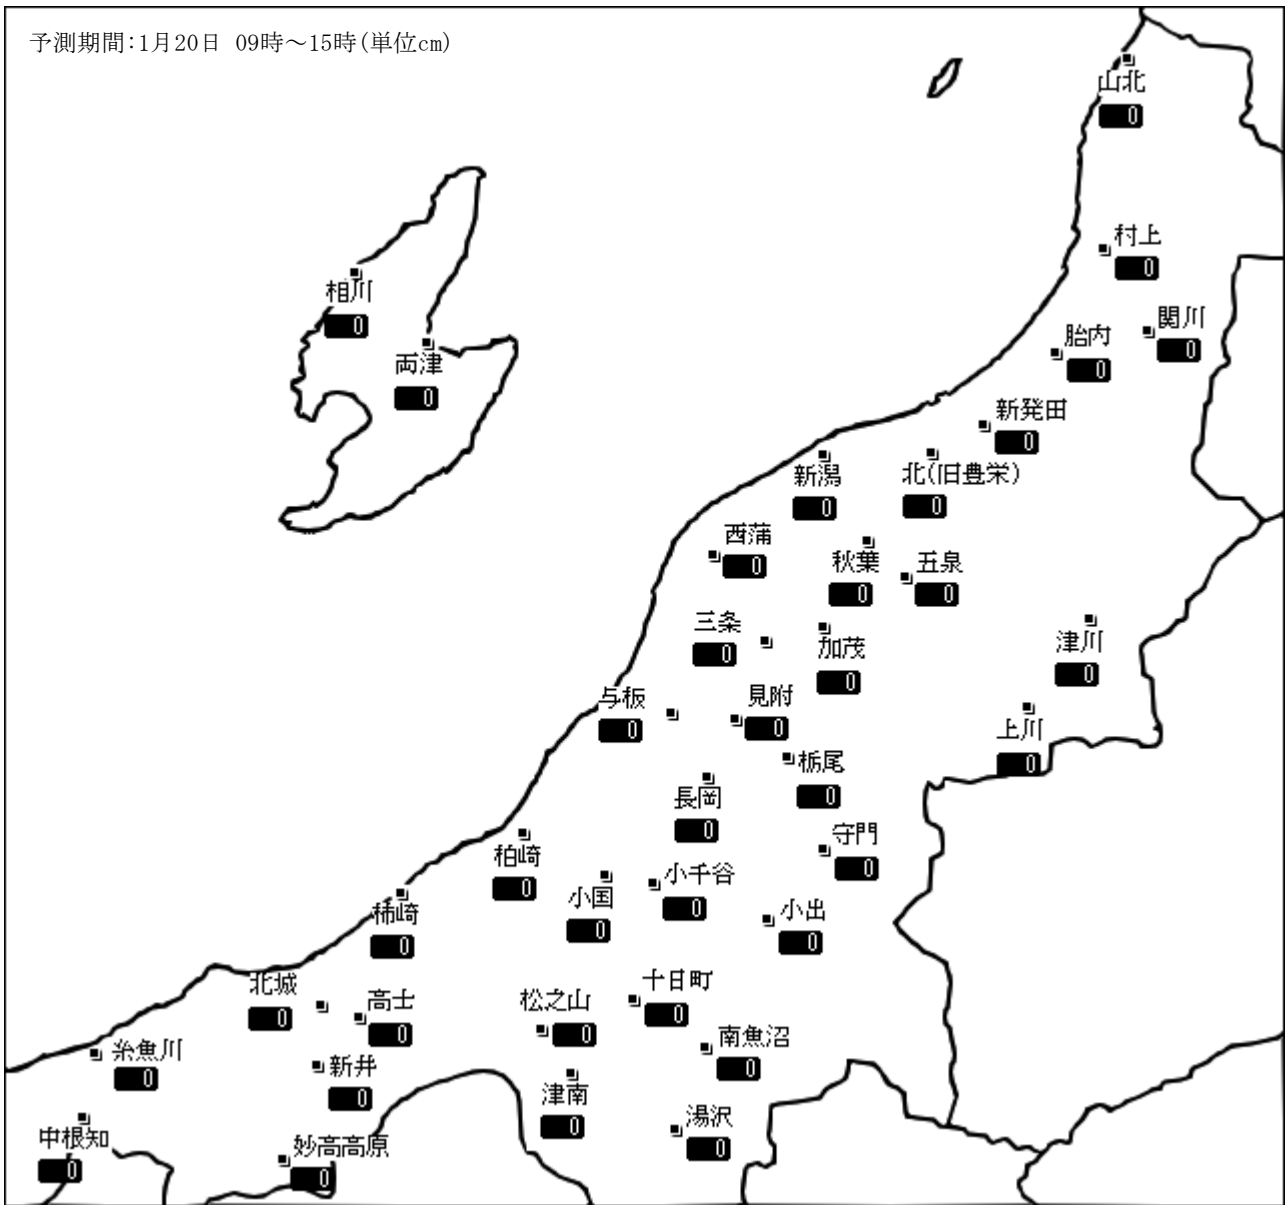 予測期間:1月20日 09時～15時(単位cm)
山北
0
村上
0
相川
0
関川
0
胎内
0
両津
0
新発田
0
新潟
0
北(旧豊栄)
0
西蒲
0
秋葉
0
五泉
0
三条
0
加茂
0
津川
0
与板
0
見附
0
上川
0
栃尾
0
長岡
0
守門
0
柏崎
0
小千谷
0
小国
0
小出
0
柿崎
0
十日町
0
北城
0
高士
0
松之山
0
南魚沼
0
糸魚川
0
新井
0
津南
0
湯沢
0
中根知
0
妙高高原
0